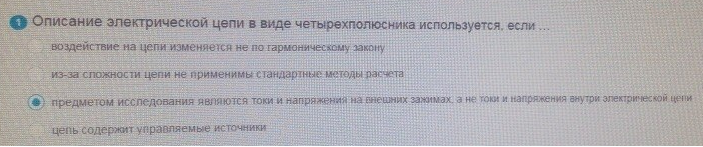 1 Описание электрической цепи в виде четырехполюсника используется, если ...
воздействие на цепи изменяется не по гармоническому закону
из-за сложности цепи не применимы стандартные методы расчета
предметом исследования являются токи и напряжения на внешних зажимах, а не токи и напряжения внутри электрической цепи
цепь содержит управляемые источники